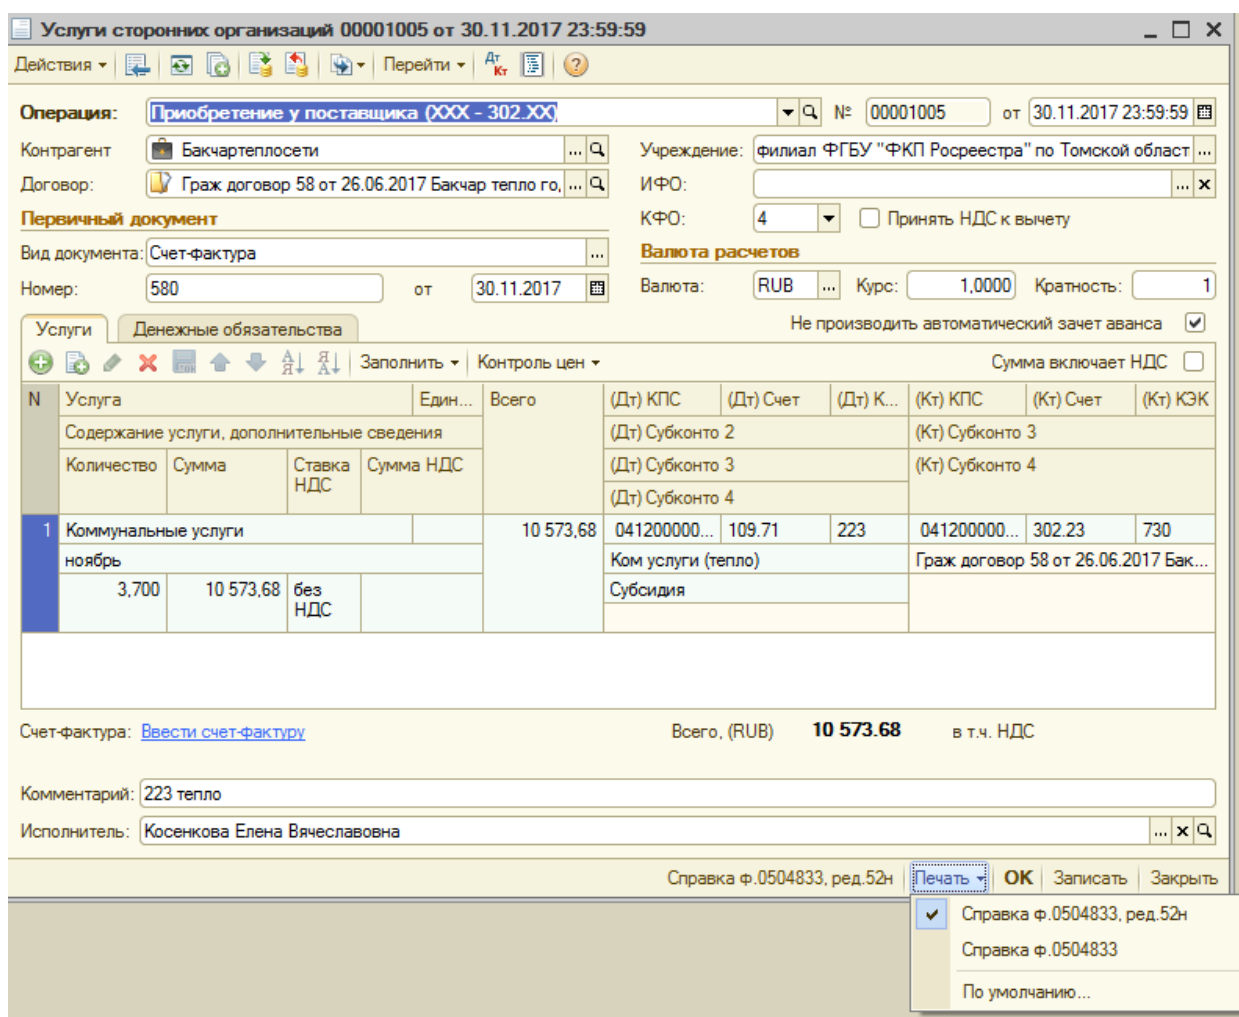 Услуги сторонних организаций 00001005 от 30.11.2017 23:59:59
Действия Перейти Дт Кт
Операция: Приобретение у поставщика (XXX - 302.XX) № 00001005 от 30.11.2017 23:59:59
Контрагент Бакчартеплосети ... Учреждение: филиал ФГБУ "ФКП Росреестра" по Томской област ...
Договор: Граж договор 58 от 26.06.2017 Бакчар тепло го, ... ИФО: ...
Первичный документ КФО: 4 Принять НДС к вычету
Вид документа: Счет-фактура ... Валюта расчетов
Номер: 580 от 30.11.2017 Валюта: RUB ... Курс: 1,0000 Кратность: 1
Услуги Денежные обязательства Не производить автоматический зачет аванса
Заполнить Контроль цен Сумма включает НДС
N Услуга Един... Всего (Дт) КПС (Дт) Счет (Дт) К... (Кт) КПС (Кт) Счет (Кт) КЭК
Содержание услуги, дополнительные сведения (Дт) Субконто 2 (Кт) Субконто 3
Количество Сумма Ставка НДС Сумма НДС (Дт) Субконто 3 (Кт) Субконто 4
(Дт) Субконто 4
1 Коммунальные услуги 10 573,68 041200000... 109.71 223 041200000... 302.23 730
ноябрь Ком услуги (тепло) Граж договор 58 от 26.06.2017 Бак...
3,700 10 573,68 без НДС Субсидия
Счет-фактура: Ввести счет-фактуру Всего, (RUB) 10 573.68 в т.ч. НДС
Комментарий: 223 тепло
Исполнитель: Косенкова Елена Вячеславовна ...
Справка ф.0504833, ред.52н Печать OK Записать Закрыть
Справка ф.0504833, ред.52н
Справка ф.0504833
По умолчанию...